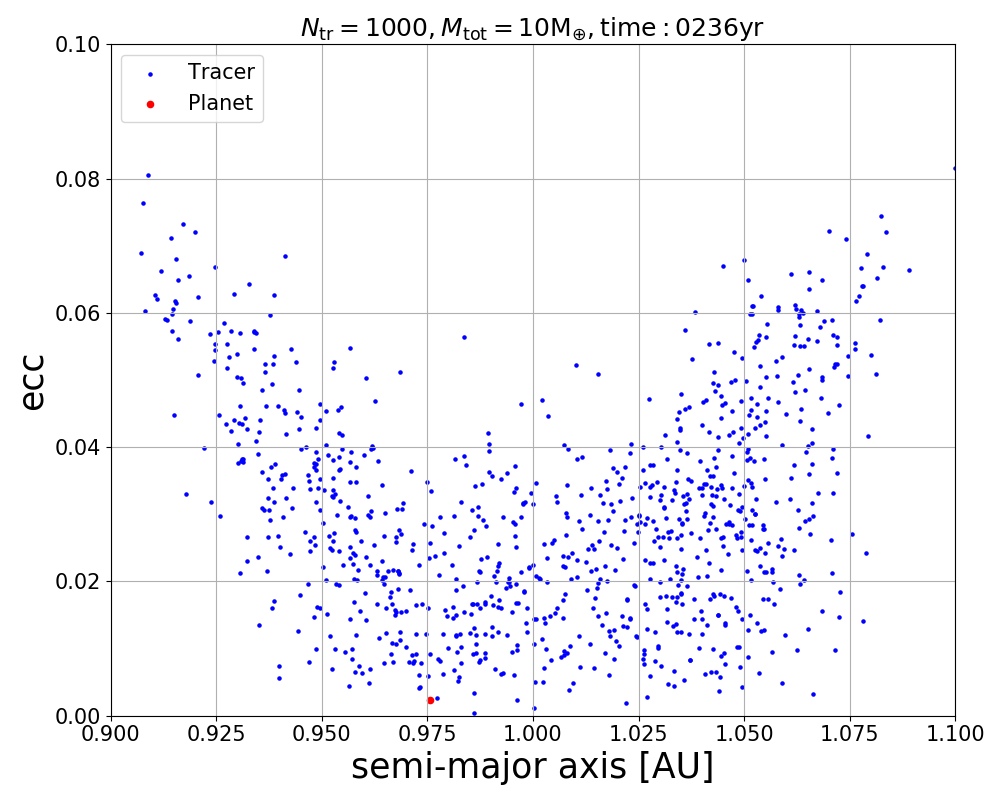 N_tr = 1000, M_tot = 10M_⊕, time : 0236yr
Tracer
Planet
0.10
0.08
0.06
0.04
0.02
0.00
ecc
0.900 0.925 0.950 0.975 1.000 1.025 1.050 1.075 1.100
semi-major axis [AU]